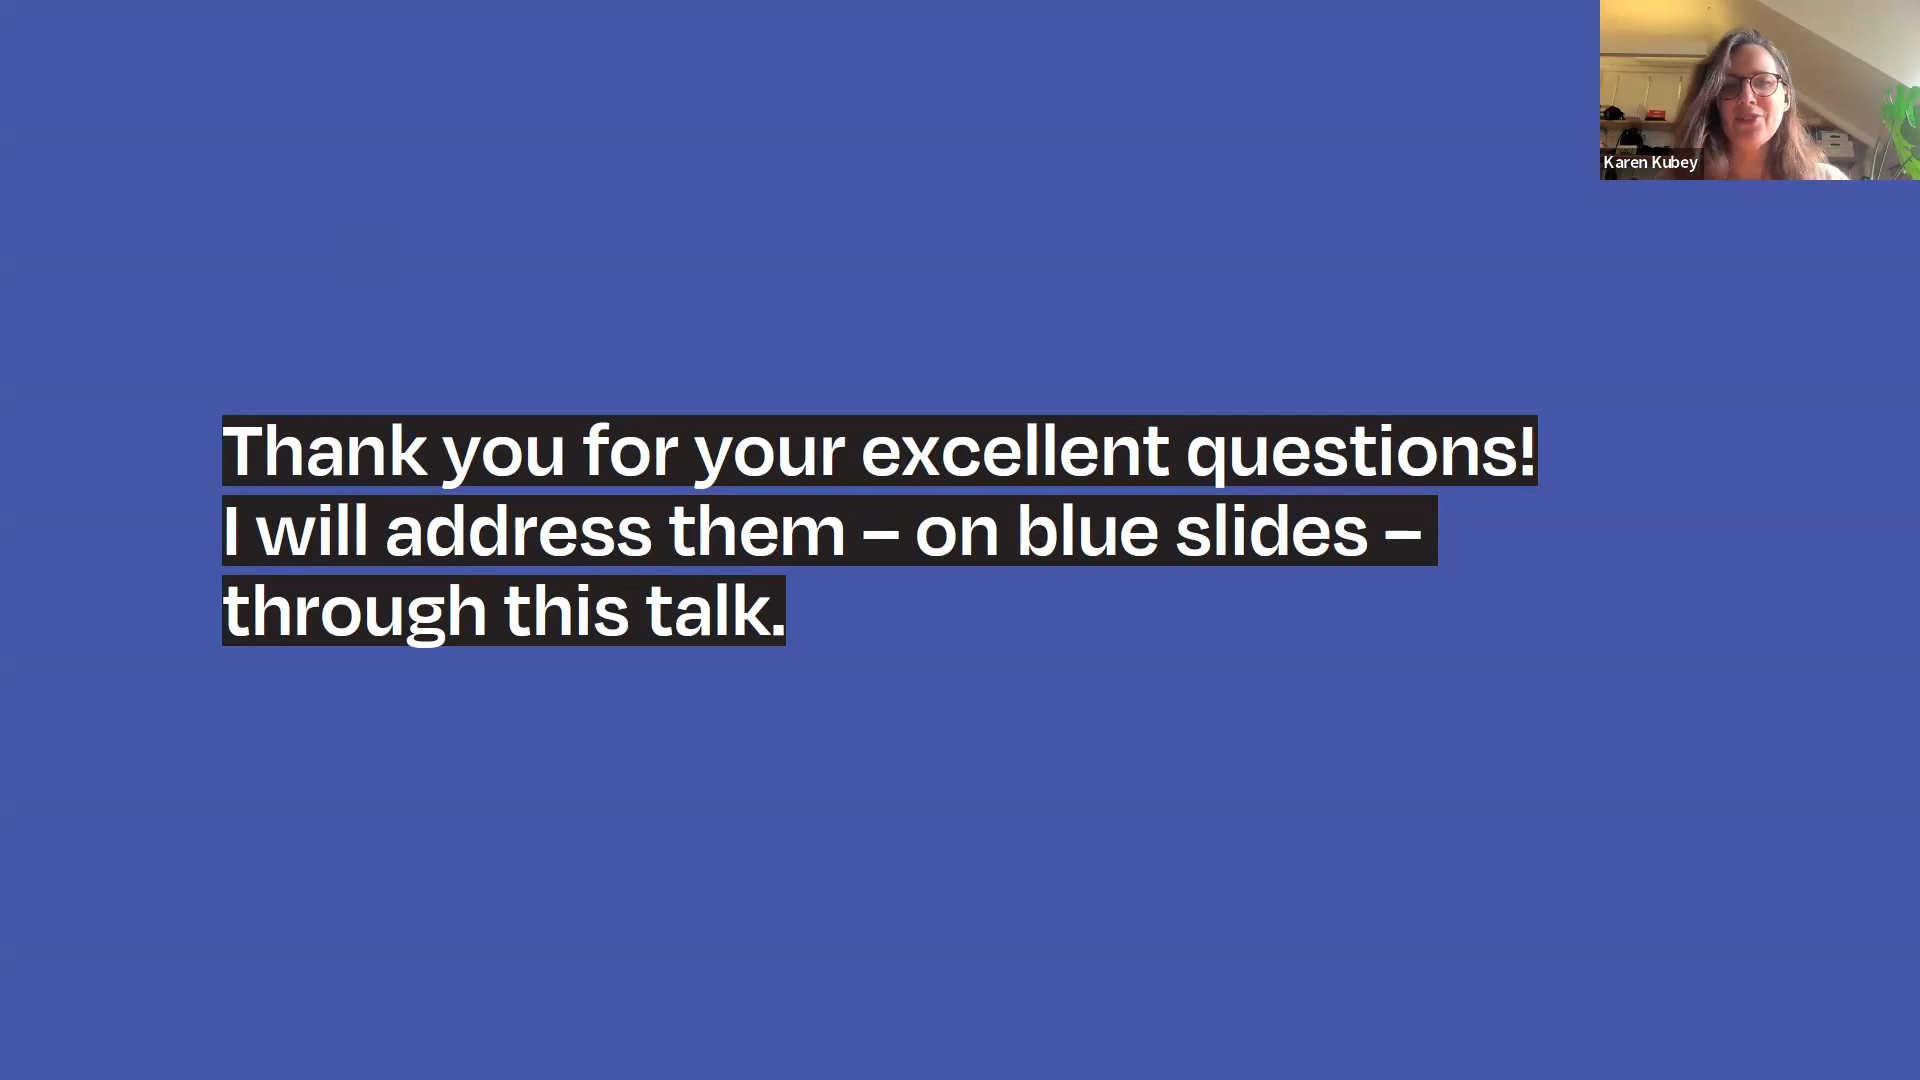 Karen Kubey
Thank you for your excellent questions!
I will address them – on blue slides –
through this talk.